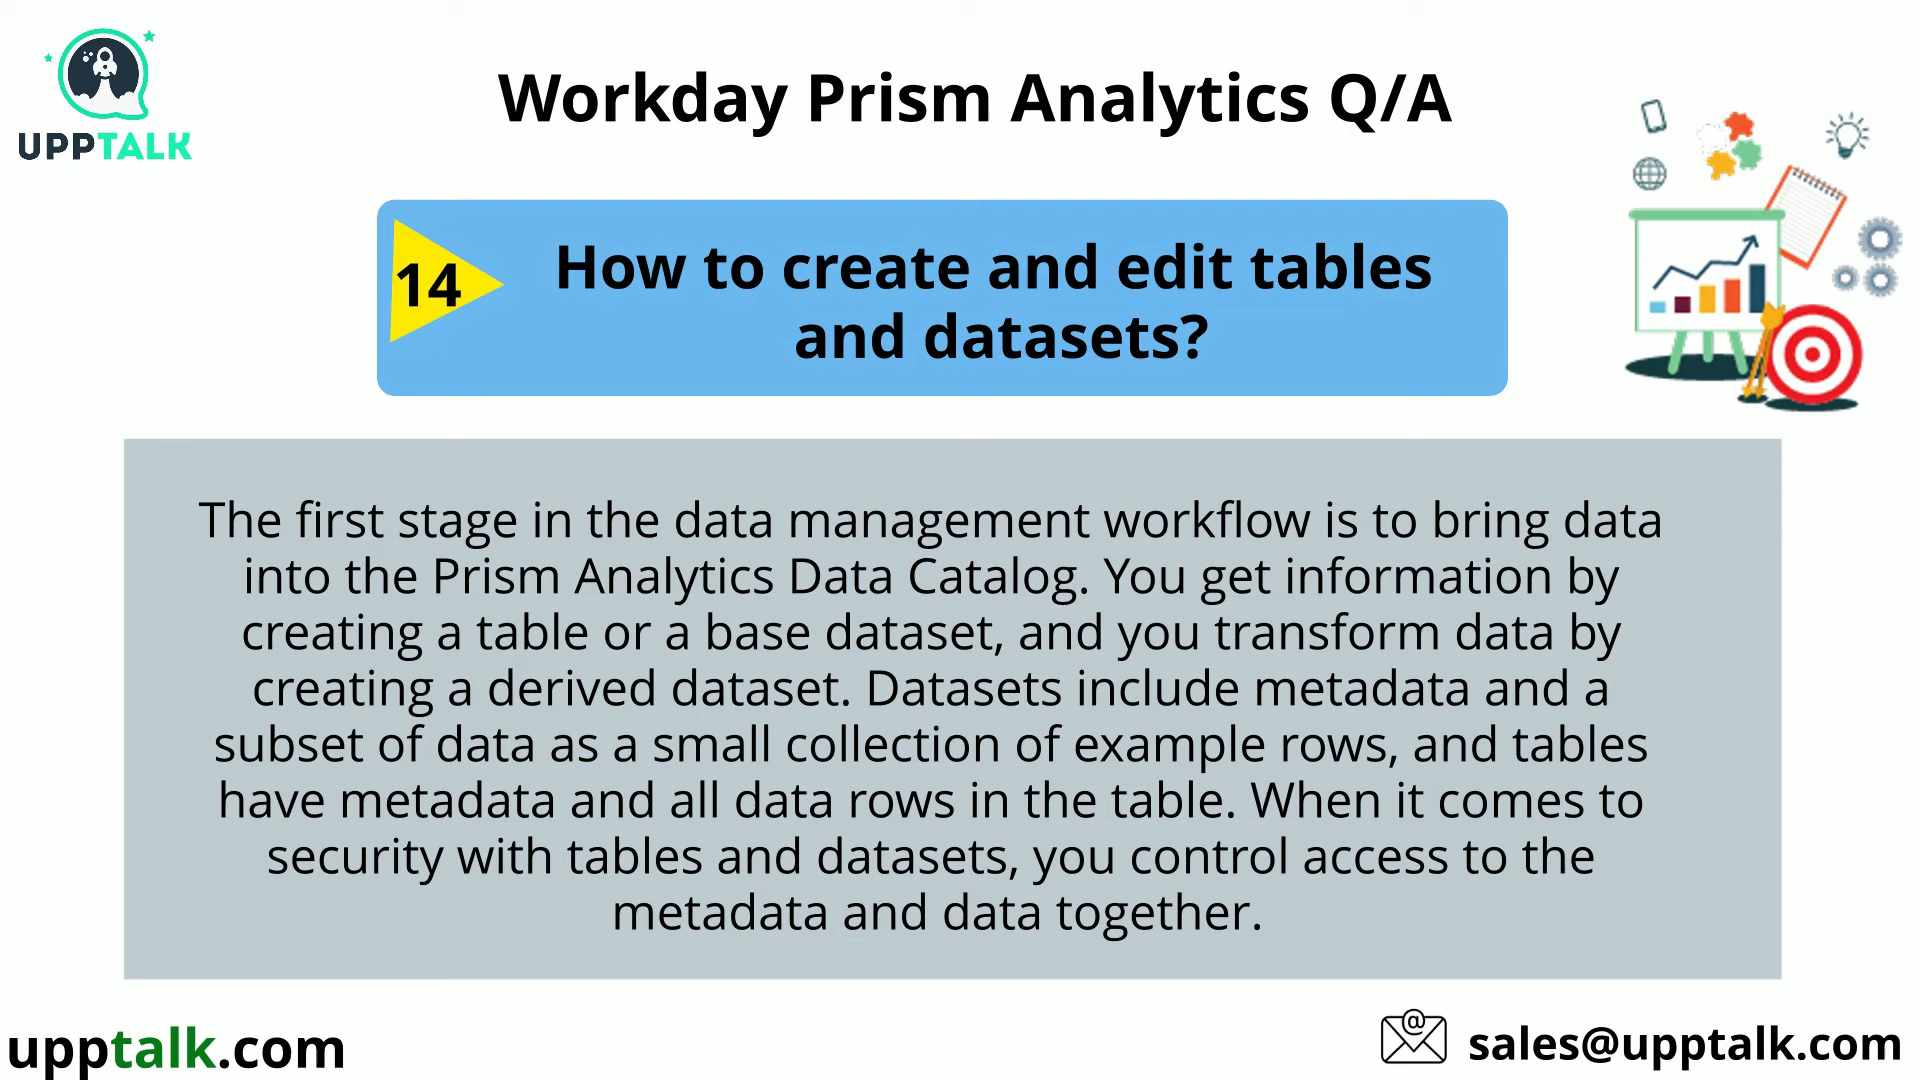 UPPTALK
Workday Prism Analytics Q/A
14
How to create and edit tables
and datasets?
The first stage in the data management workflow is to bring data
into the Prism Analytics Data Catalog. You get information by
creating a table or a base dataset, and you transform data by
creating a derived dataset. Datasets include metadata and a
subset of data as a small collection of example rows, and tables
have metadata and all data rows in the table. When it comes to
security with tables and datasets, you control access to the
metadata and data together.
upptalk.com
@
sales@upptalk.com